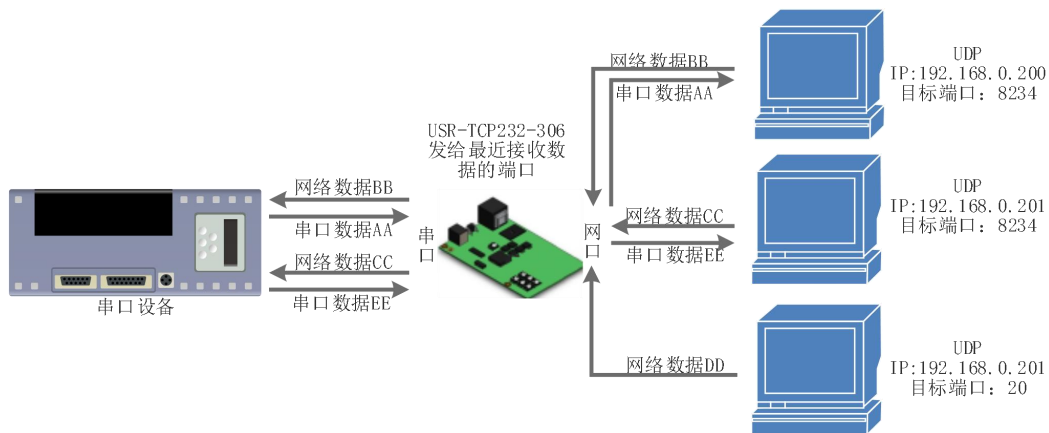 网络数据BB
串口数据AA
UDP
IP:192.168.0.200
目标端口：8234
USR-TCP232-306
发给最近接收数
据的端口
网络数据BB
串口数据AA
网络数据CC
串口数据EE
串口设备
串口
网口
网络数据CC
串口数据EE
UDP
IP:192.168.0.201
目标端口：8234
网络数据DD
UDP
IP:192.168.0.201
目标端口：20